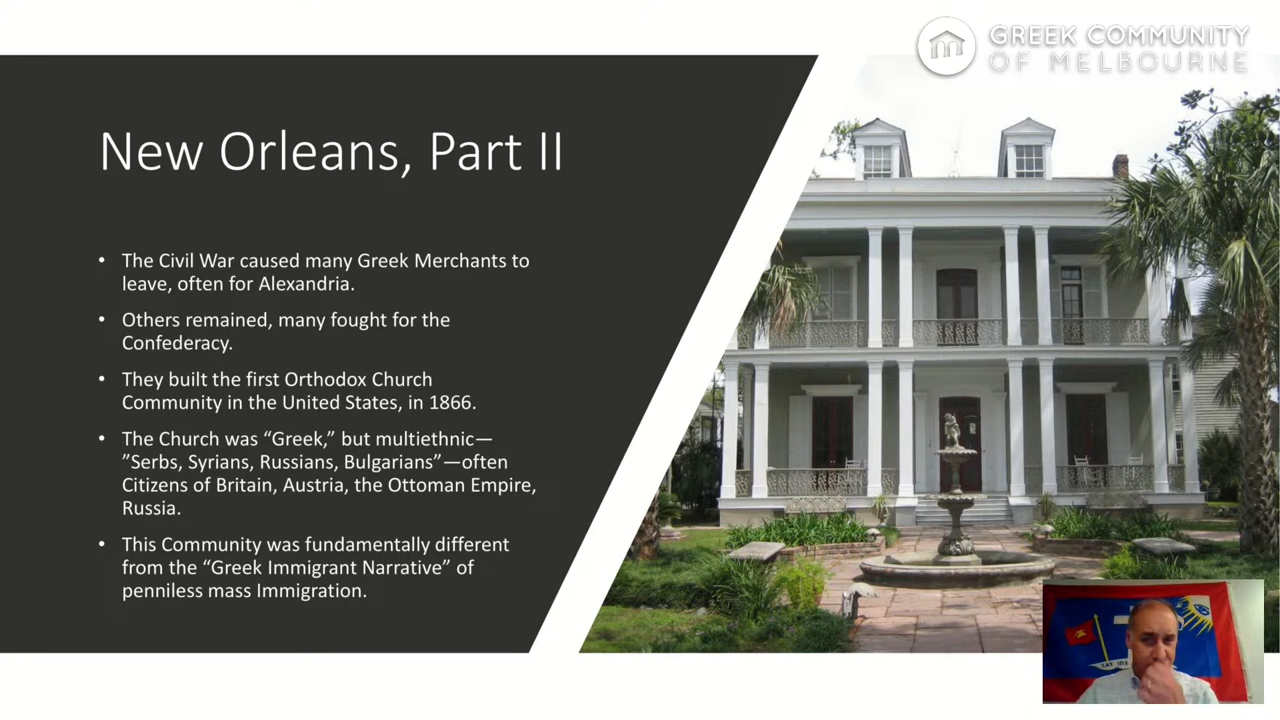 GREEK COMMUNITY
OF MELBOURNE
New Orleans, Part II
• The Civil War caused many Greek Merchants to
leave, often for Alexandria.
• Others remained, many fought for the
Confederacy.
• They built the first Orthodox Church
Community in the United States, in 1866.
• The Church was “Greek,” but multiethnic—
”Serbs, Syrians, Russians, Bulgarians”—often
Citizens of Britain, Austria, the Ottoman Empire,
Russia.
• This Community was fundamentally different
from the “Greek Immigrant Narrative” of
penniless mass Immigration.